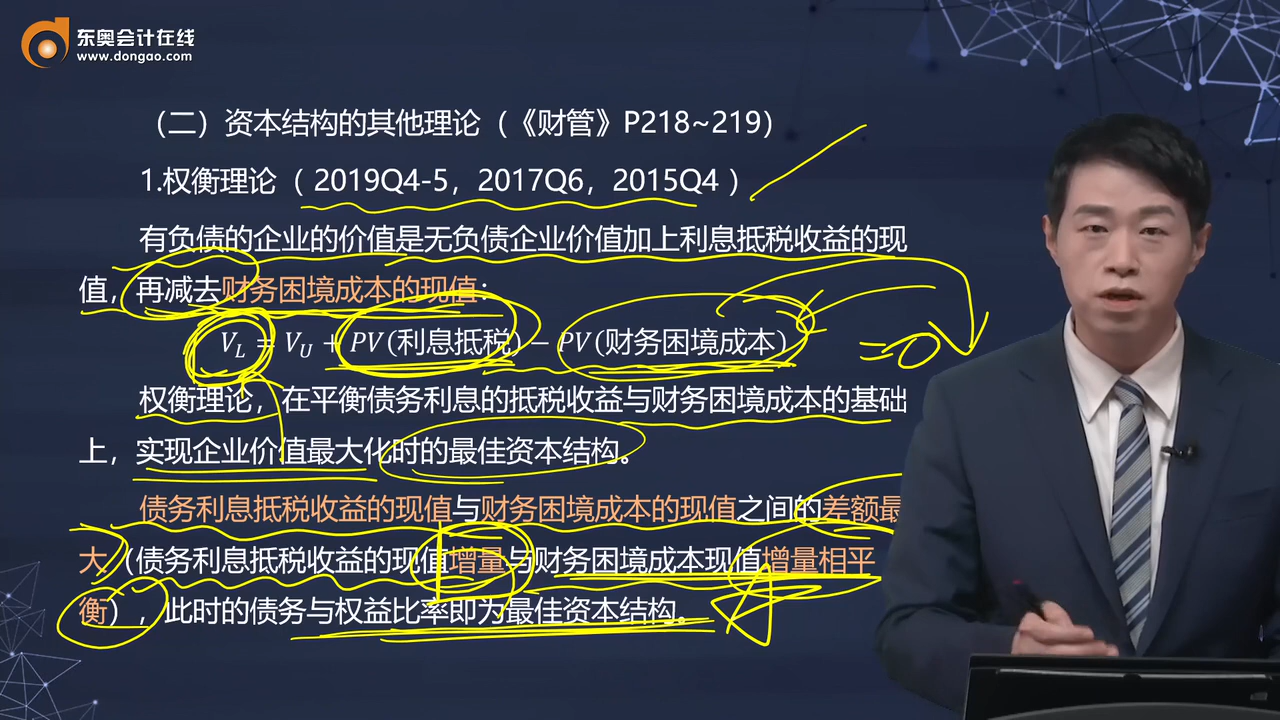 东奥会计在线
www.dongao.com
（二）资本结构的其他理论（《财管》P218~219）
1.权衡理论（2019Q4-5，2017Q6，2015Q4）
有负债的企业的价值是无负债企业价值加上利息抵税收益的现
值，再减去财务困境成本的现值：
V_L = V_U + PV(利息抵税) − PV(财务困境成本)
=0
权衡理论，在平衡债务利息的抵税收益与财务困境成本的基础
上，实现企业价值最大化时的最佳资本结构。
债务利息抵税收益的现值与财务困境成本的现值之间的差额最
大（债务利息抵税收益的现值增量与财务困境成本现值增量相平
衡），此时的债务与权益比率即为最佳资本结构。